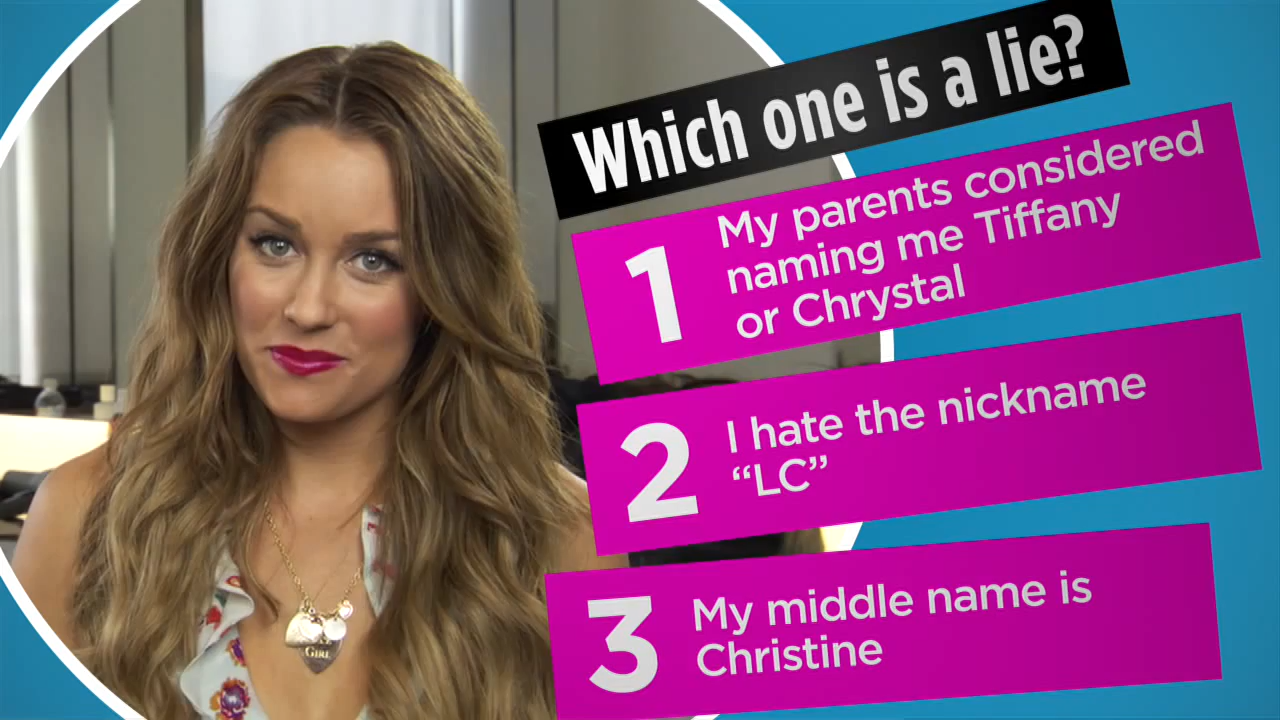 Which one is a lie?
1
My parents considered
naming me Tiffany
or Chrystal
2
I hate the nickname
“LC”
3
My middle name is
Christine
GIRL